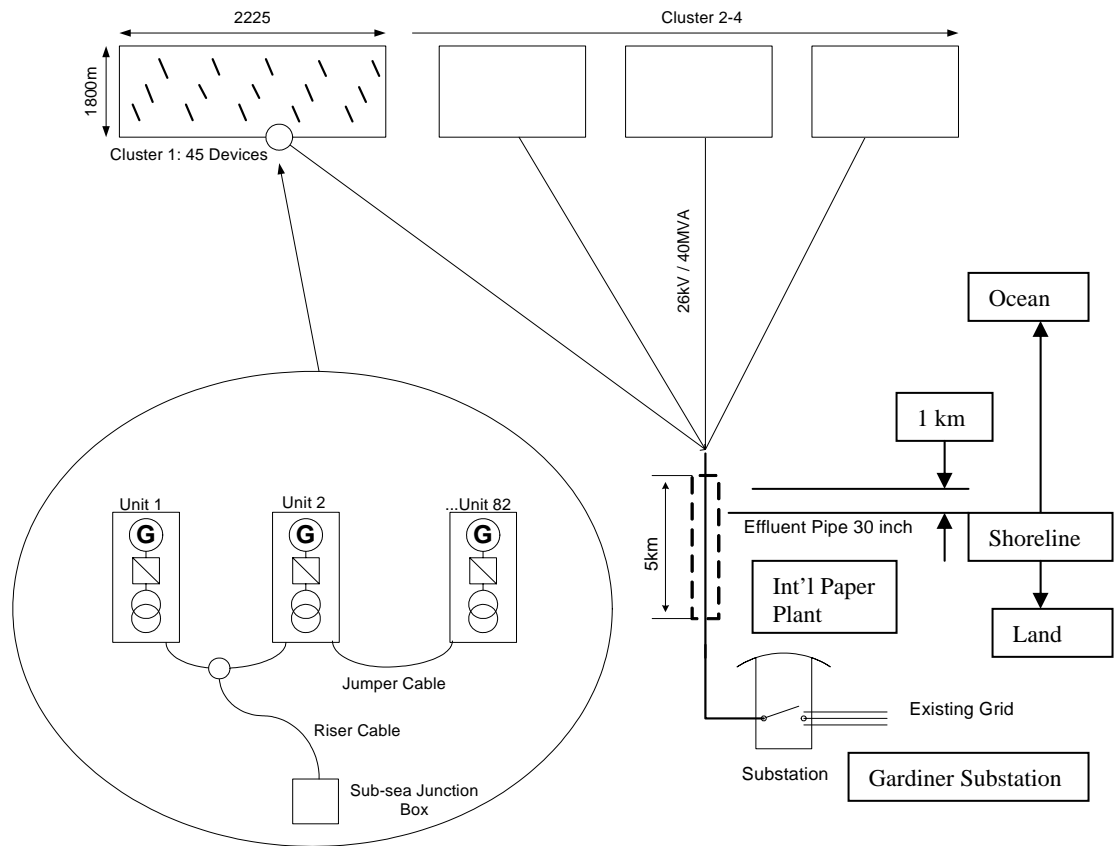 2225
Cluster 2-4
1800m
Cluster 1: 45 Devices
26kV / 40MVA
Ocean
1 km
Unit 1
Unit 2
...Unit 82
G
G
G
5km
Effluent Pipe 30 inch
Shoreline
Int'l Paper
Plant
Land
Jumper Cable
Riser Cable
Existing Grid
Sub-sea Junction
Box
Substation
Gardiner Substation